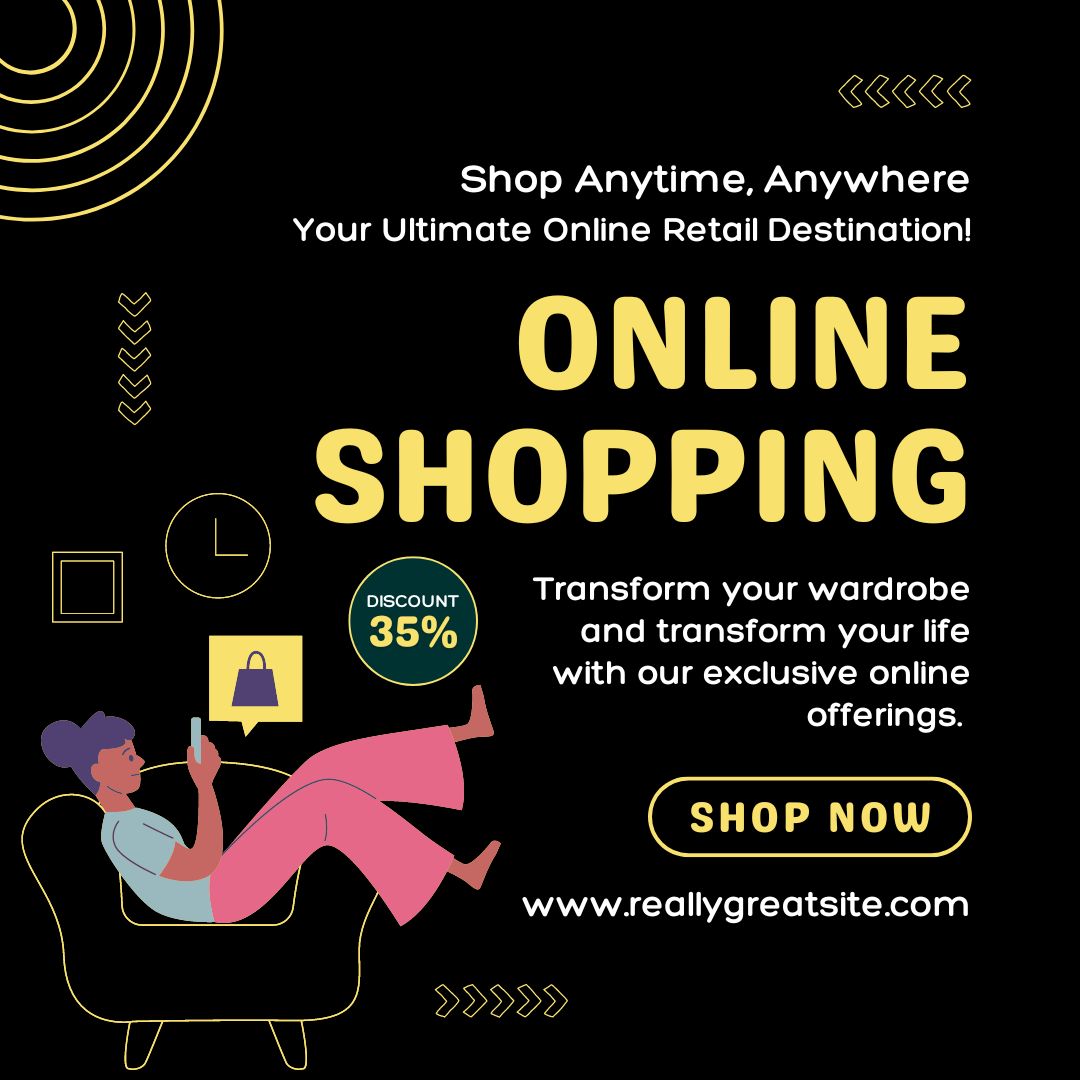 Shop Anytime, Anywhere
Your Ultimate Online Retail Destination!
ONLINE
SHOPPING
DISCOUNT
35%
Transform your wardrobe
and transform your life
with our exclusive online
offerings.
SHOP NOW
www.reallygreatsite.com